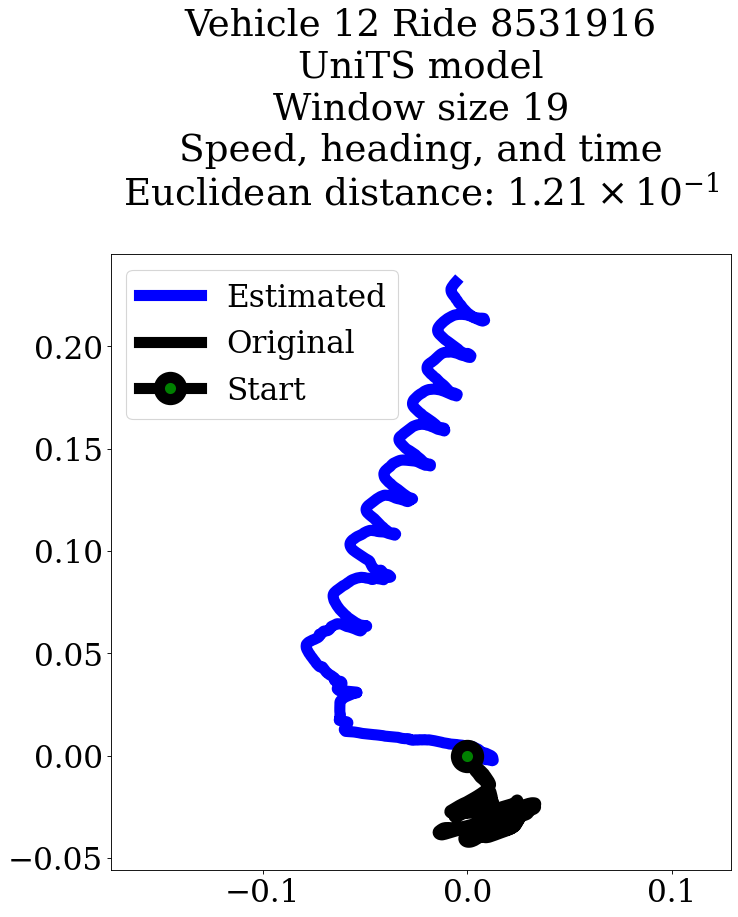 Vehicle 12 Ride 8531916
UniTS model
Window size 19
Speed, heading, and time
Euclidean distance: $1.21 \times 10^{-1}$
Estimated
Original
Start
0.20
0.15
0.10
0.05
0.00
−0.05
−0.1
0.0
0.1